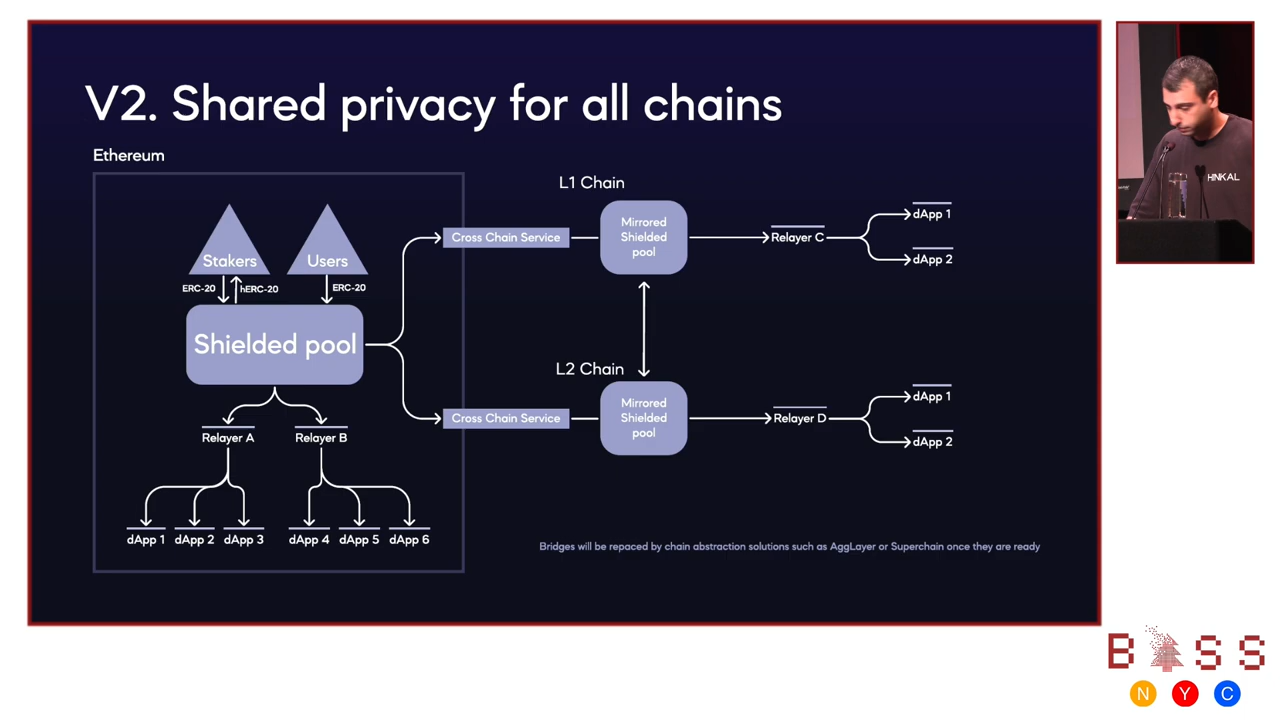 V2. Shared privacy for all chains
Ethereum
Stakers
Users
ERC-20
hERC-20
ERC-20
Shielded pool
Relayer A
Relayer B
dApp 1
dApp 2
dApp 3
dApp 4
dApp 5
dApp 6
Cross Chain Service
L1 Chain
Mirrored
Shielded
pool
Relayer C
dApp 1
dApp 2
Cross Chain Service
L2 Chain
Mirrored
Shielded
pool
Relayer D
dApp 1
dApp 2
Bridges will be repaced by chain abstraction solutions such as AggLayer or Superchain once they are ready
HINKAL
B SS
N Y C